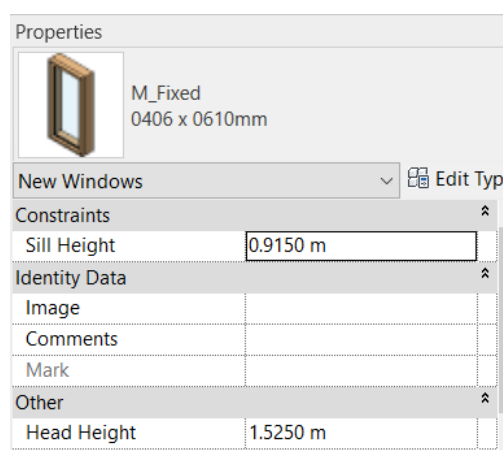 Properties
M_Fixed
0406 x 0610mm
New Windows Edit Typ
Constraints
Sill Height 0.9150 m
Identity Data
Image
Comments
Mark
Other
Head Height 1.5250 m